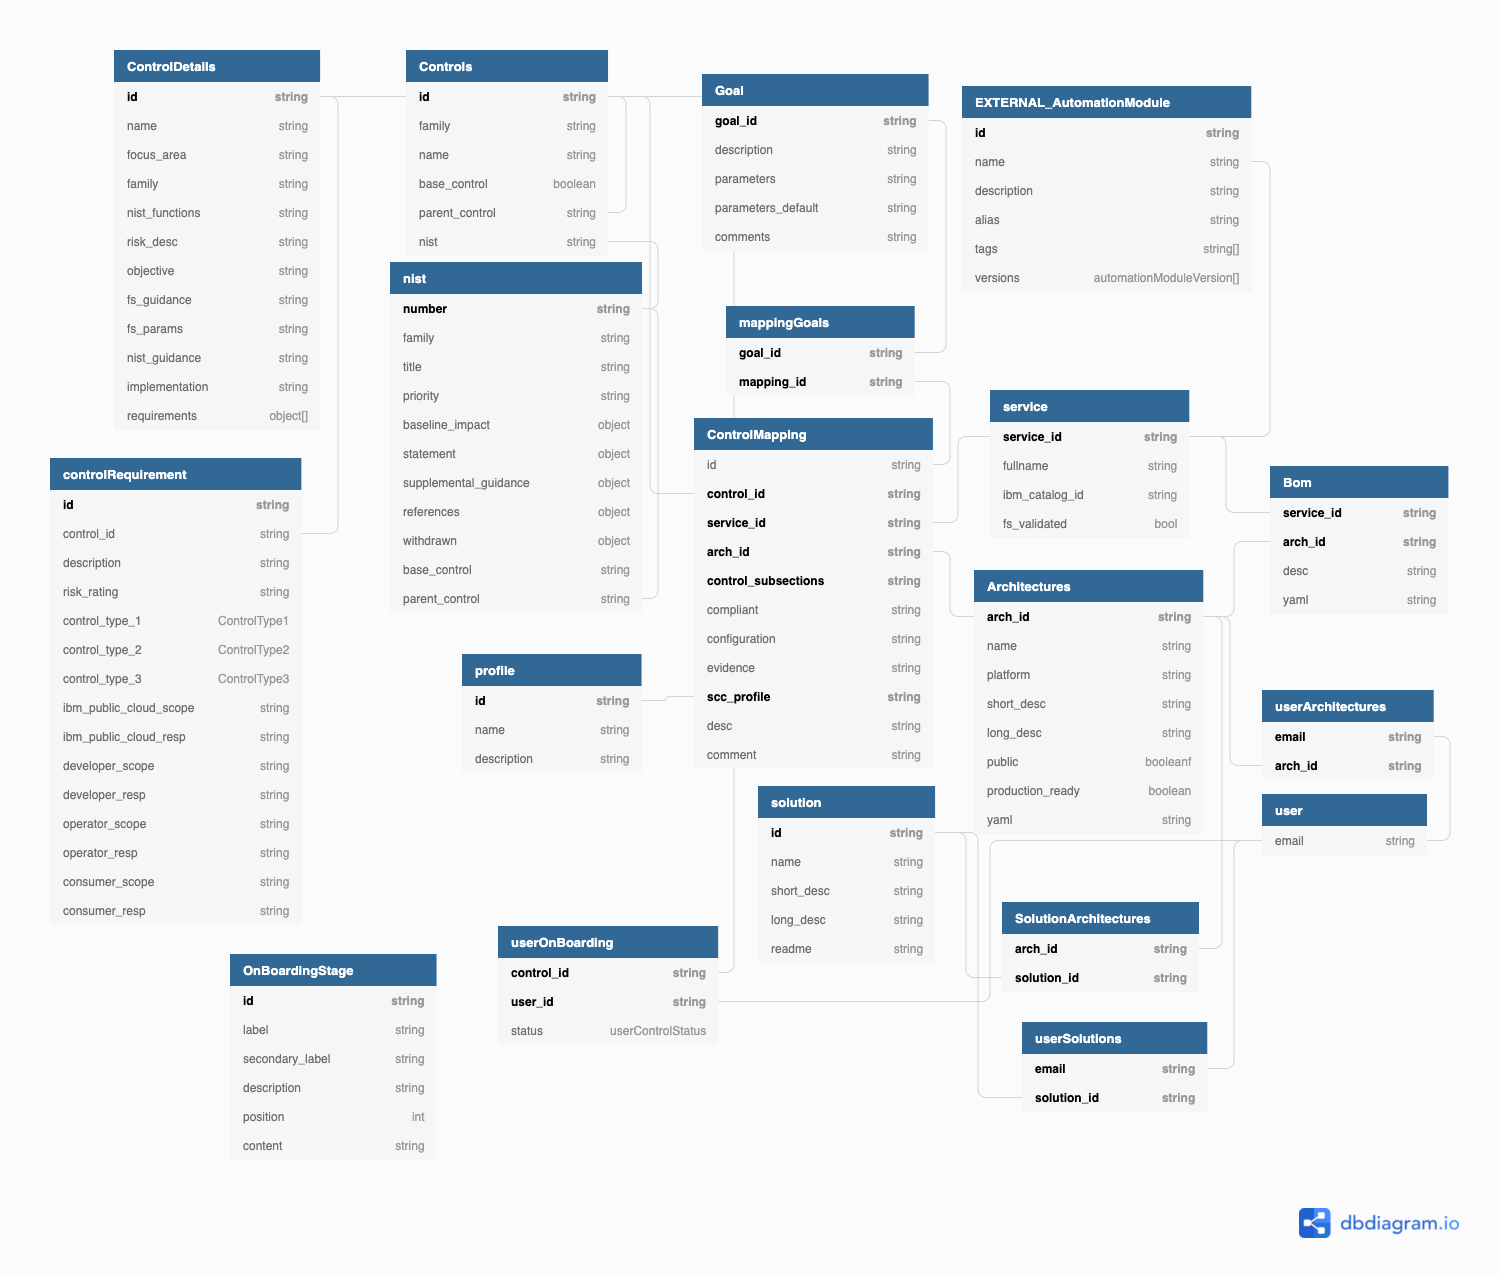 ControlDetails
id string
name string
focus_area string
family string
nist_functions string
risk_desc string
objective string
fs_guidance string
fs_params string
nist_guidance string
implementation string
requirements object[]
Controls
id string
family string
name string
base_control boolean
parent_control string
nist string
Goal
goal_id string
description string
parameters string
parameters_default string
comments string
EXTERNAL_AutomationModule
id string
name string
description string
alias string
tags string[]
versions automationModuleVersion[]
nist
number string
family string
title string
priority string
baseline_impact object
statement object
supplemental_guidance object
references object
withdrawn object
base_control string
parent_control string
mappingGoals
goal_id string
mapping_id string
service
service_id string
fullname string
ibm_catalog_id string
fs_validated bool
ControlMapping
id string
control_id string
service_id string
arch_id string
control_subsections string
compliant string
configuration string
evidence string
scc_profile string
desc string
comment string
controlRequirement
id string
control_id string
description string
risk_rating string
control_type_1 ControlType1
control_type_2 ControlType2
control_type_3 ControlType3
ibm_public_cloud_scope string
ibm_public_cloud_resp string
developer_scope string
developer_resp string
operator_scope string
operator_resp string
consumer_scope string
consumer_resp string
Bom
service_id string
arch_id string
desc string
yaml string
Architectures
arch_id string
name string
platform string
short_desc string
long_desc string
public booleanf
production_ready boolean
yaml string
profile
id string
name string
description string
userArchitectures
email string
arch_id string
user
email string
solution
id string
name string
short_desc string
long_desc string
readme string
SolutionArchitectures
arch_id string
solution_id string
userOnBoarding
control_id string
user_id string
status userControlStatus
OnBoardingStage
id string
label string
secondary_label string
description string
position int
content string
userSolutions
email string
solution_id string
dbdiagram.io